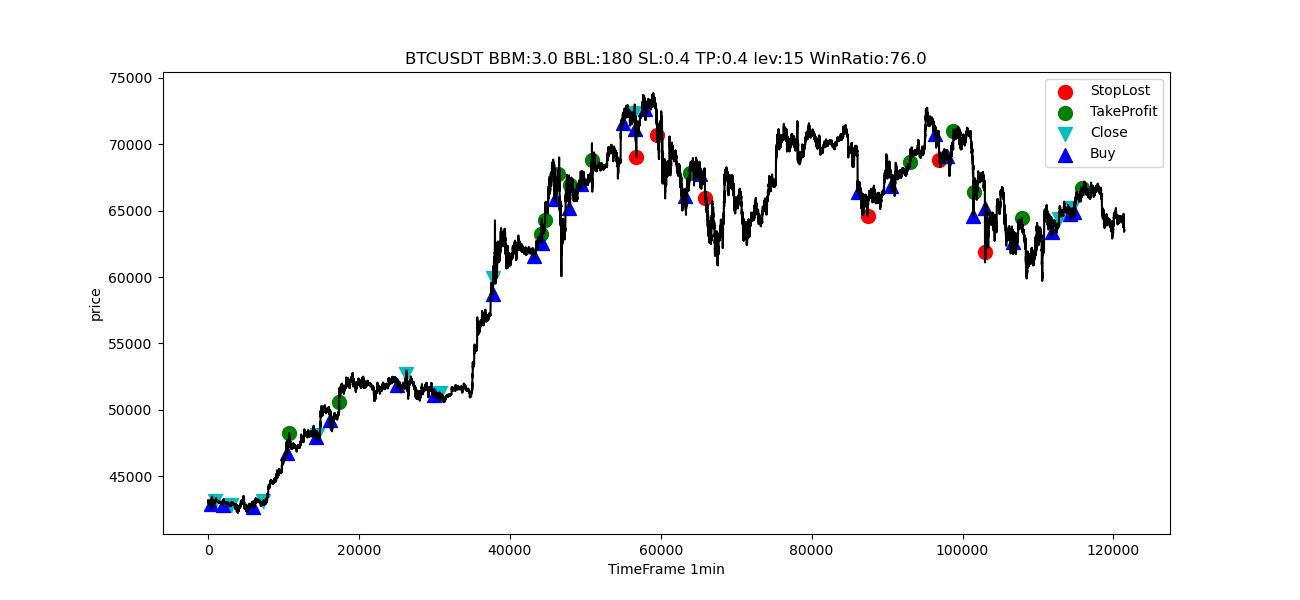 BTCUSDT BBM:3.0 BBL:180 SL:0.4 TP:0.4 lev:15 WinRatio:76.0
75000
70000
65000
60000
55000
50000
45000
price
StopLost
TakeProfit
Close
Buy
0 20000 40000 60000 80000 100000 120000
TimeFrame 1min